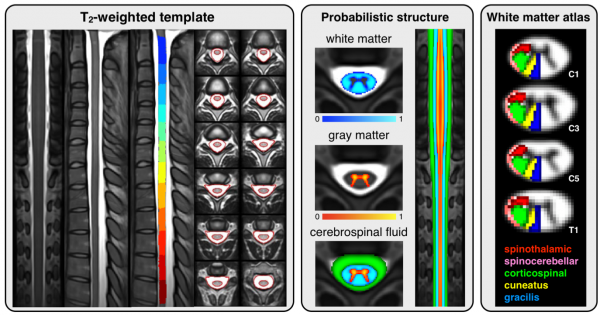 T2-weighted template
Probabilistic structure
white matter
0 1
gray matter
0 1
cerebrospinal fluid
White matter atlas
C1
C3
C5
T1
spinothalamic
spinocerebellar
corticospinal
cuneatus
gracilis